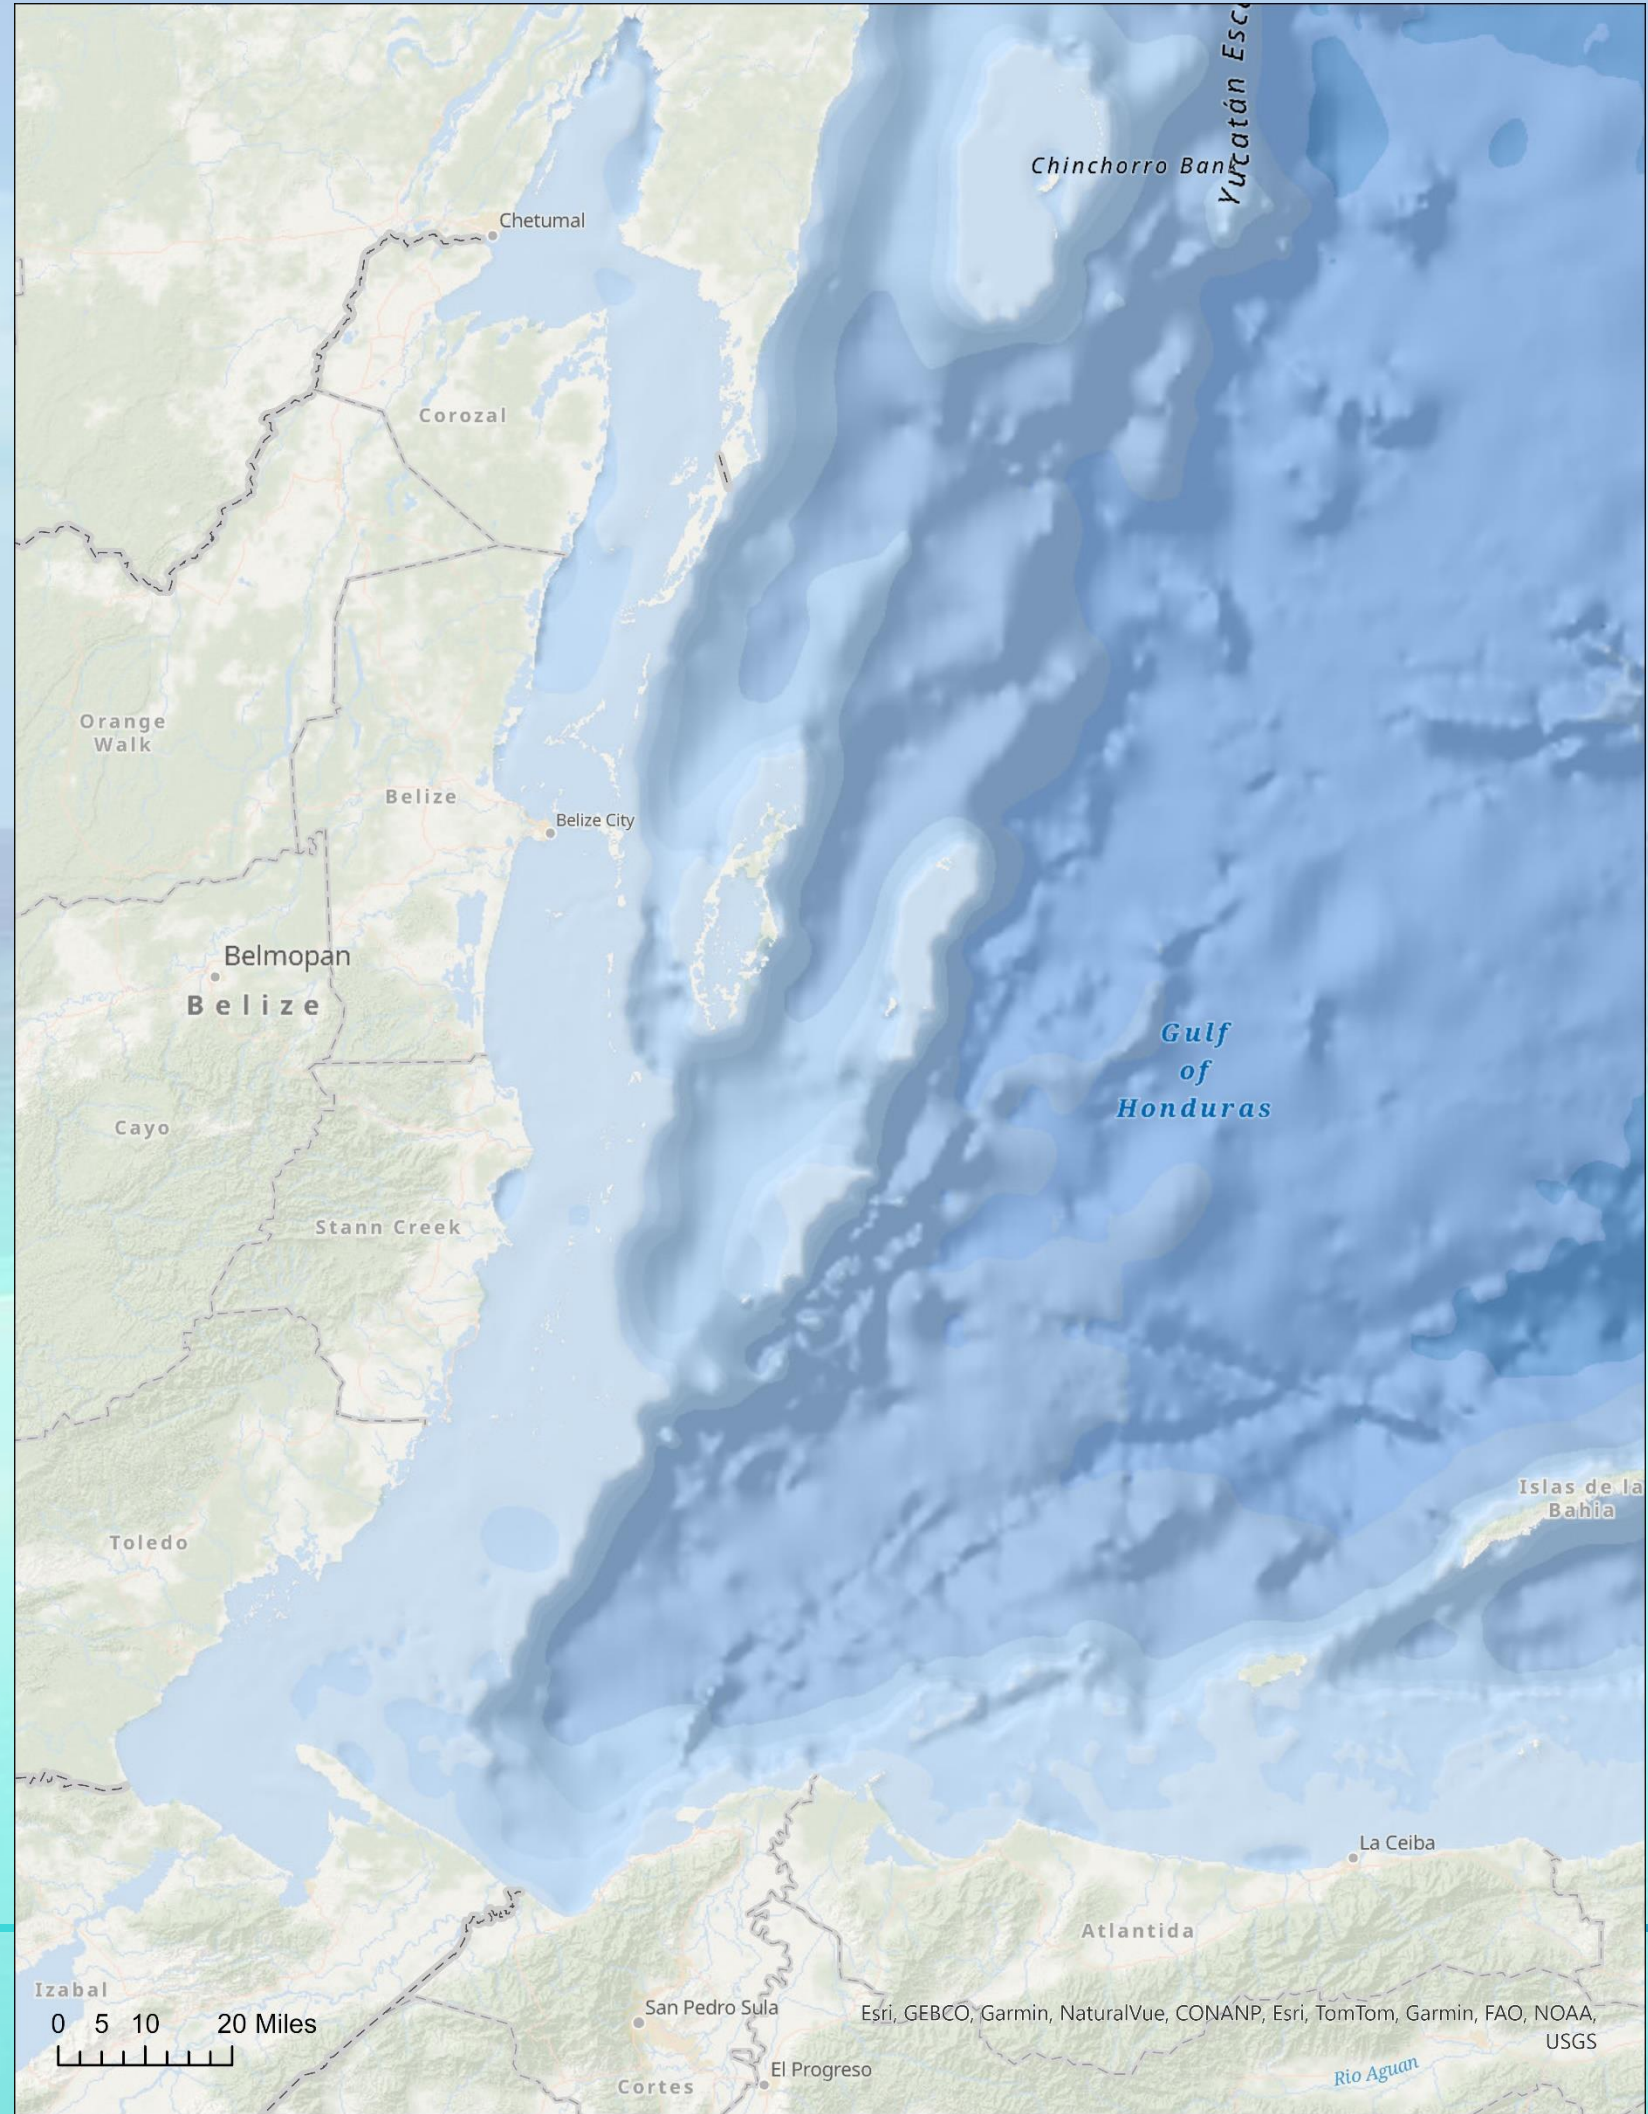 Yucatán Esc
Chinchorro Ban
Chetumal
Corozal
Orange
Walk
Belize
Belize City
Belmopan
Belize
Gulf
of
Honduras
Cayo
Stann Creek
Islas de la
Bahia
Toledo
La Ceiba
Atlantida
Izabal
San Pedro Sula
Esri, GEBCO, Garmin, NaturalVue, CONANP, Esri, TomTom, Garmin, FAO, NOAA,
USGS
0 5 10 20 Miles
El Progreso
Rio Aguan
Cortes